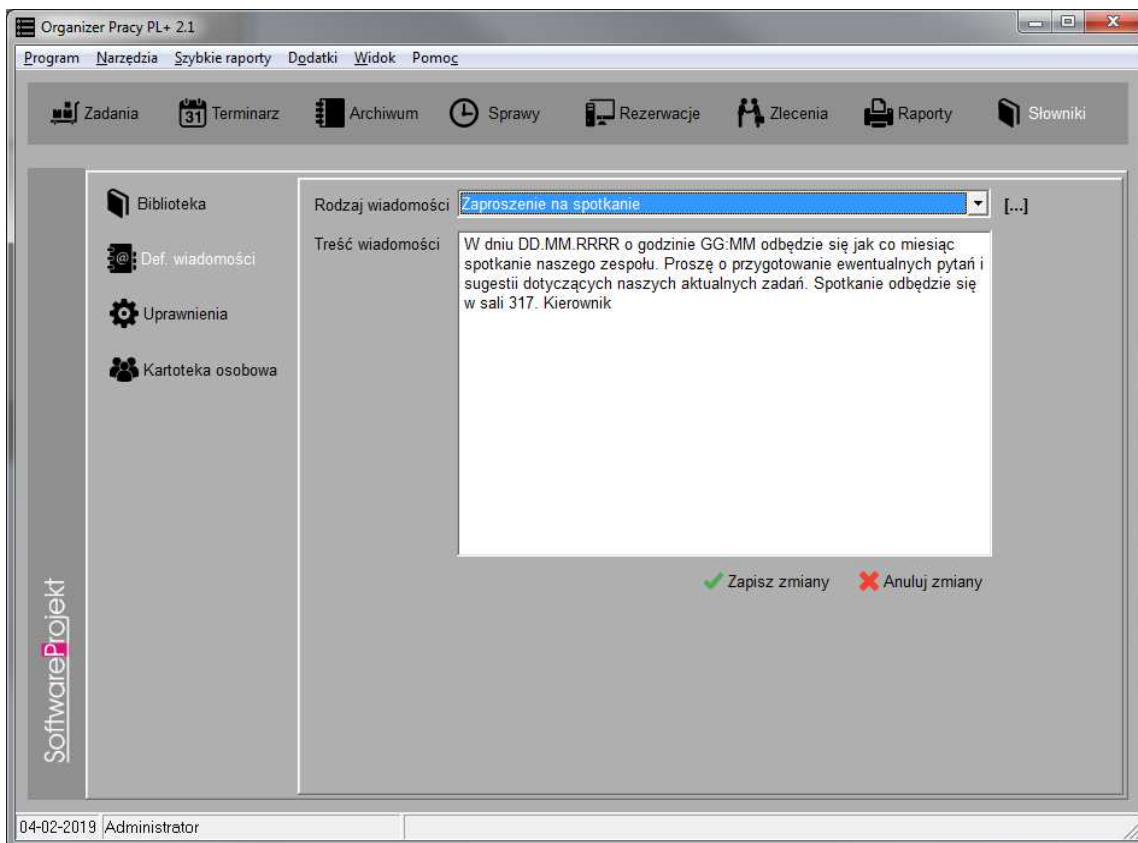 Organizer Pracy PL+ 2.1
Program Narzędzia Szybkie raporty Dodatki Widok Pomoc
Zadania 31 Terminarz Archiwum Sprawy Rezerwacje Zlecenia Raporty Słowniki
Biblioteka
@ Def. wiadomości
Uprawnienia
Kartoteka osobowa
Rodzaj wiadomości Zaproszenie na spotkanie [...]
Treść wiadomości
W dniu DD.MM.RRRR o godzinie GG:MM odbędzie się jak co miesiąc
spotkanie naszego zespołu. Proszę o przygotowanie ewentualnych pytań i
sugestii dotyczących naszych aktualnych zadań. Spotkanie odbędzie się
w sali 317. Kierownik
Zapisz zmiany Anuluj zmiany
SoftwareProjekt
04-02-2019 Administrator